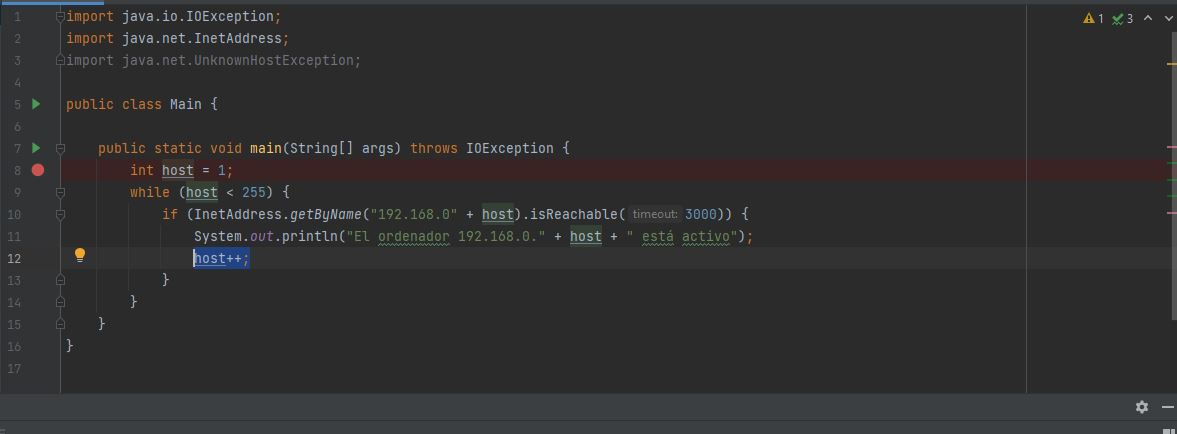 1 import java.io.IOException;
2 import java.net.InetAddress;
3 import java.net.UnknownHostException;
4
5 public class Main {
6
7 public static void main(String[] args) throws IOException {
8 int host = 1;
9 while (host < 255) {
10 if (InetAddress.getByName("192.168.0" + host).isReachable( timeout: 3000)) {
11 System.out.println("El ordenador 192.168.0." + host + " está activo");
12 host++;
13 }
14 }
15 }
16 }
17
1 3